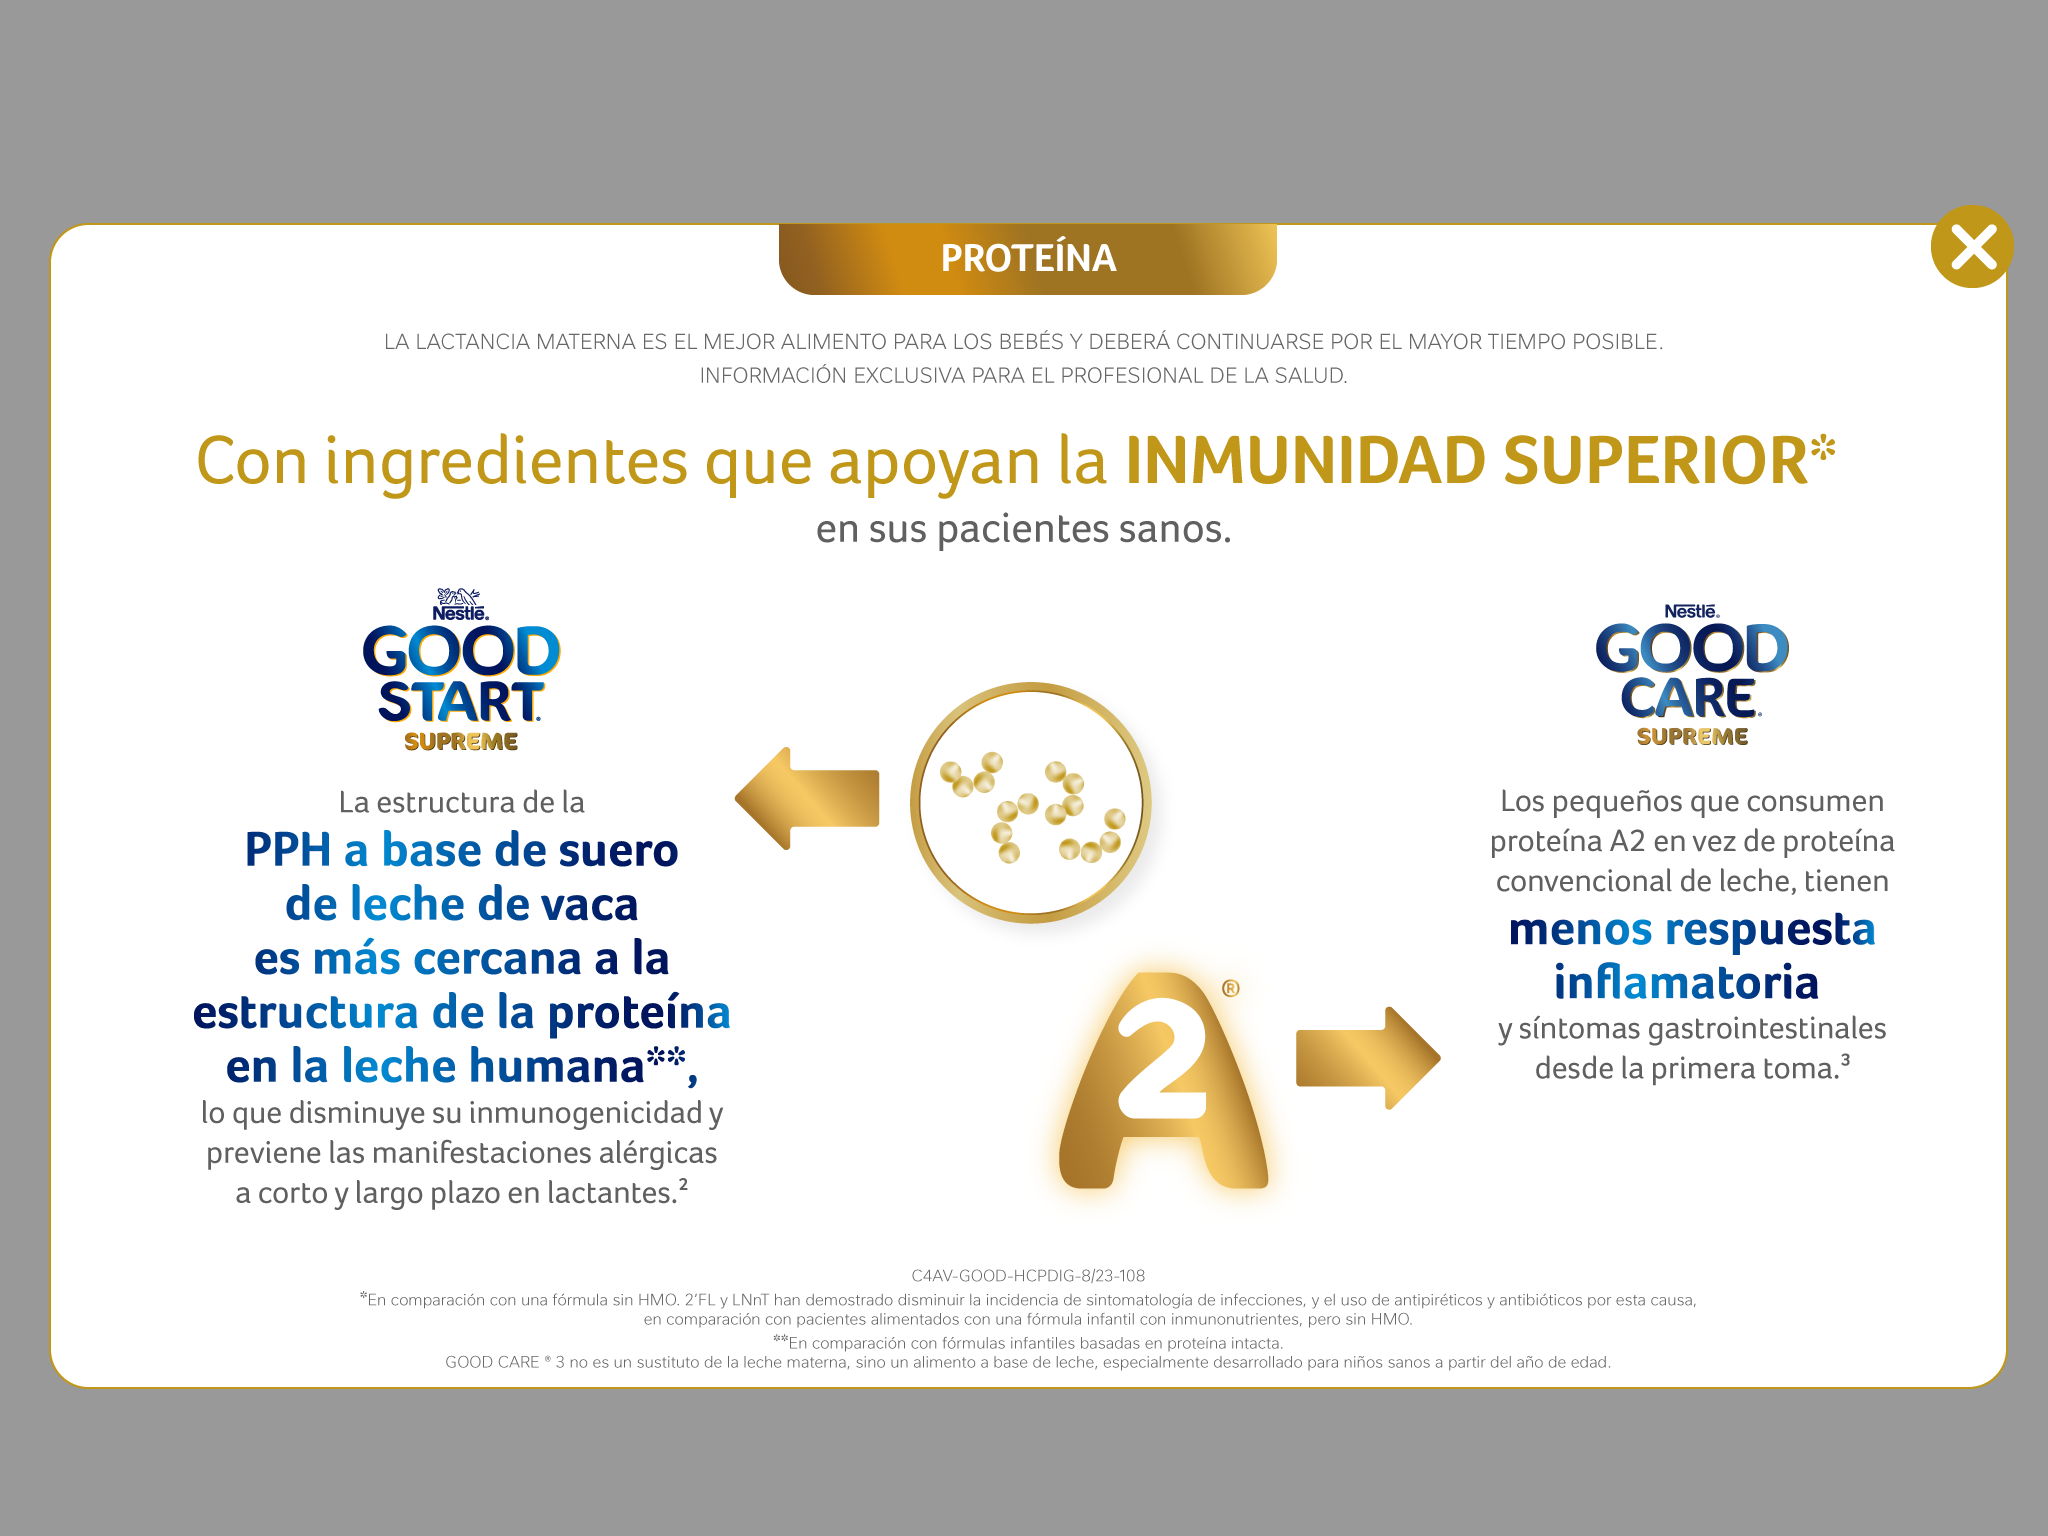 PROTEÍNA
LA LACTANCIA MATERNA ES EL MEJOR ALIMENTO PARA LOS BEBÉS Y DEBERÁ CONTINUARSE POR EL MAYOR TIEMPO POSIBLE.
INFORMACIÓN EXCLUSIVA PARA EL PROFESIONAL DE LA SALUD.
Con ingredientes que apoyan la INMUNIDAD SUPERIOR*
en sus pacientes sanos.
Nestlé®
GOOD
START®
SUPREME
La estructura de la
PPH a base de suero
de leche de vaca
es más cercana a la
estructura de la proteína
en la leche humana**,
lo que disminuye su inmunogenicidad y
previene las manifestaciones alérgicas
a corto y largo plazo en lactantes.²
A2®
Nestlé®
GOOD
CARE®
SUPREME
Los pequeños que consumen
proteína A2 en vez de proteína
convencional de leche, tienen
menos respuesta
inflamatoria
y síntomas gastrointestinales
desde la primera toma.³
C4AV-GOOD-HCPDIG-8/23-108
*En comparación con una fórmula sin HMO. 2'FL y LNnT han demostrado disminuir la incidencia de sintomatología de infecciones, y el uso de antipiréticos y antibióticos por esta causa,
en comparación con pacientes alimentados con una fórmula infantil con inmunonutrientes, pero sin HMO.
**En comparación con fórmulas infantiles basadas en proteína intacta.
GOOD CARE ® 3 no es un sustituto de la leche materna, sino un alimento a base de leche, especialmente desarrollado para niños sanos a partir del año de edad.